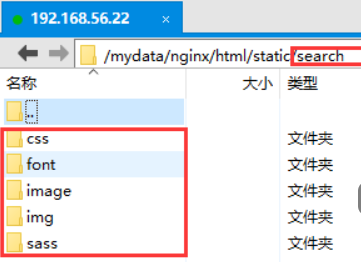 192.168.56.22 ×
/mydata/nginx/html/static/search
名称 大小 类型
..
css 文件夹
font 文件夹
image 文件夹
img 文件夹
sass 文件夹